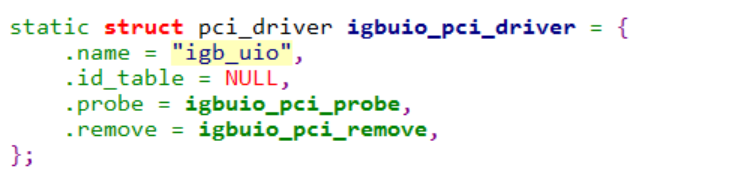 static struct pci_driver igbuio_pci_driver = {
    .name = "igb_uio",
    .id_table = NULL,
    .probe = igbuio_pci_probe,
    .remove = igbuio_pci_remove,
};